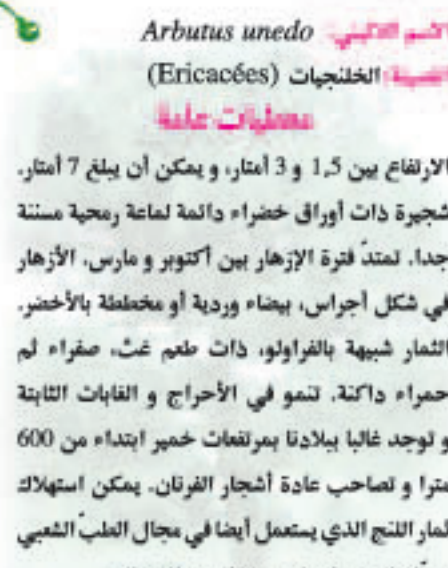 الاسم اللاتيني: Arbutus unedo
الفصيلة: الخلنجيات (Ericacées)
معطيات عامة
الارتفاع بين 1,5 و 3 أمتار، و يمكن أن يبلغ 7 أمتار.
شجيرة ذات أوراق خضراء دائمة لماعة رمحية مسننة
جدا. تمتدّ فترة الإزهار بين أكتوبر و مارس. الأزهار
في شكل أجراس، بيضاء وردية أو مخططة بالأخضر.
الثمار شبيهة بالفراولو، ذات طعم غث، صفراء ثم
حمراء داكنة. تنمو في الأحراج و الغابات الثابتة
و توجد غالبا ببلادنا بمرتفعات خمير ابتداء من 600
مترا و تصاحب عادة أشجار الفرنان. يمكن استهلاك
ثمار اللنج الذي يستعمل أيضا في مجال الطبّ الشعبي